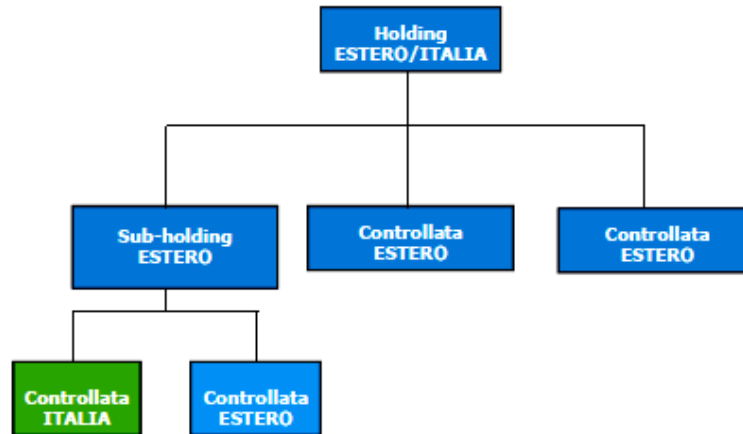 Holding
ESTERO/ITALIA
Sub-holding
ESTERO
Controllata
ESTERO
Controllata
ESTERO
Controllata
ITALIA
Controllata
ESTERO